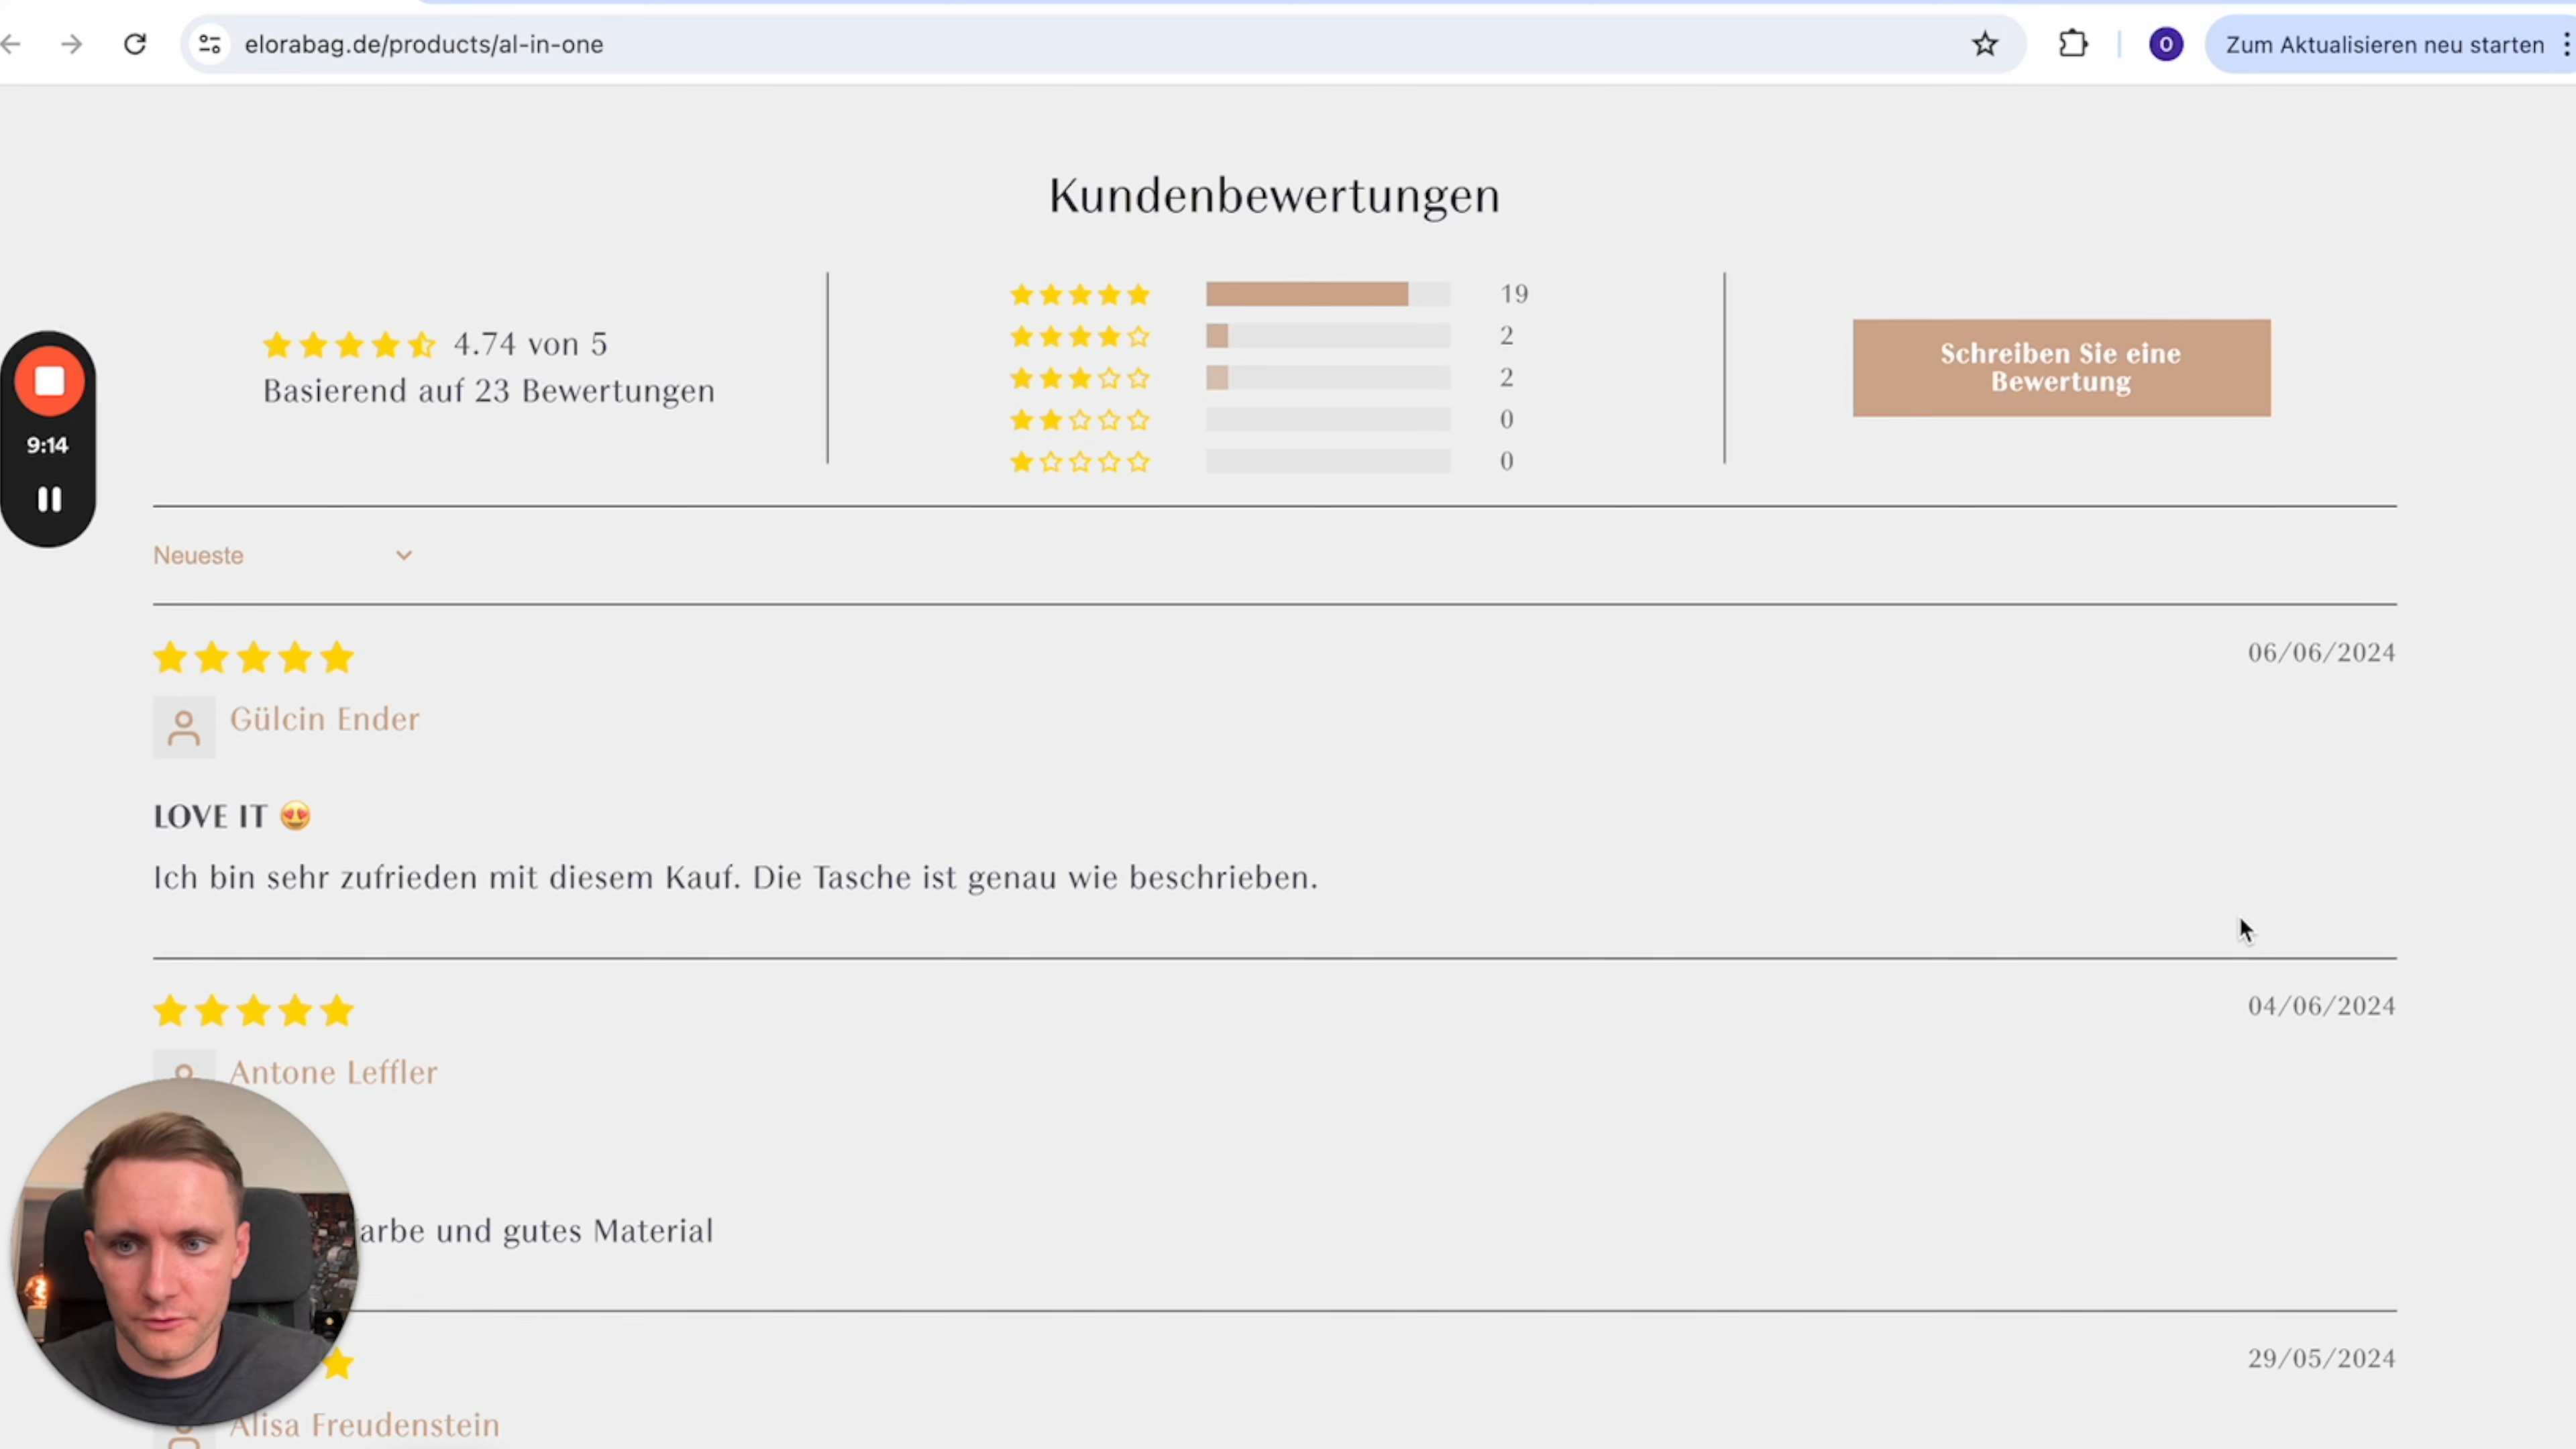 elorabag.de/products/al-in-one
O
Zum Aktualisieren neu starten
Kundenbewertungen
4.74 von 5
Basierend auf 23 Bewertungen
19
2
2
0
0
Schreiben Sie eine
Bewertung
9:14
Neueste
06/06/2024
Gülcin Ender
LOVE IT 😍
Ich bin sehr zufrieden mit diesem Kauf. Die Tasche ist genau wie beschrieben.
04/06/2024
Antone Leffler
und gutes Material
29/05/2024
Alisa Freudenstein